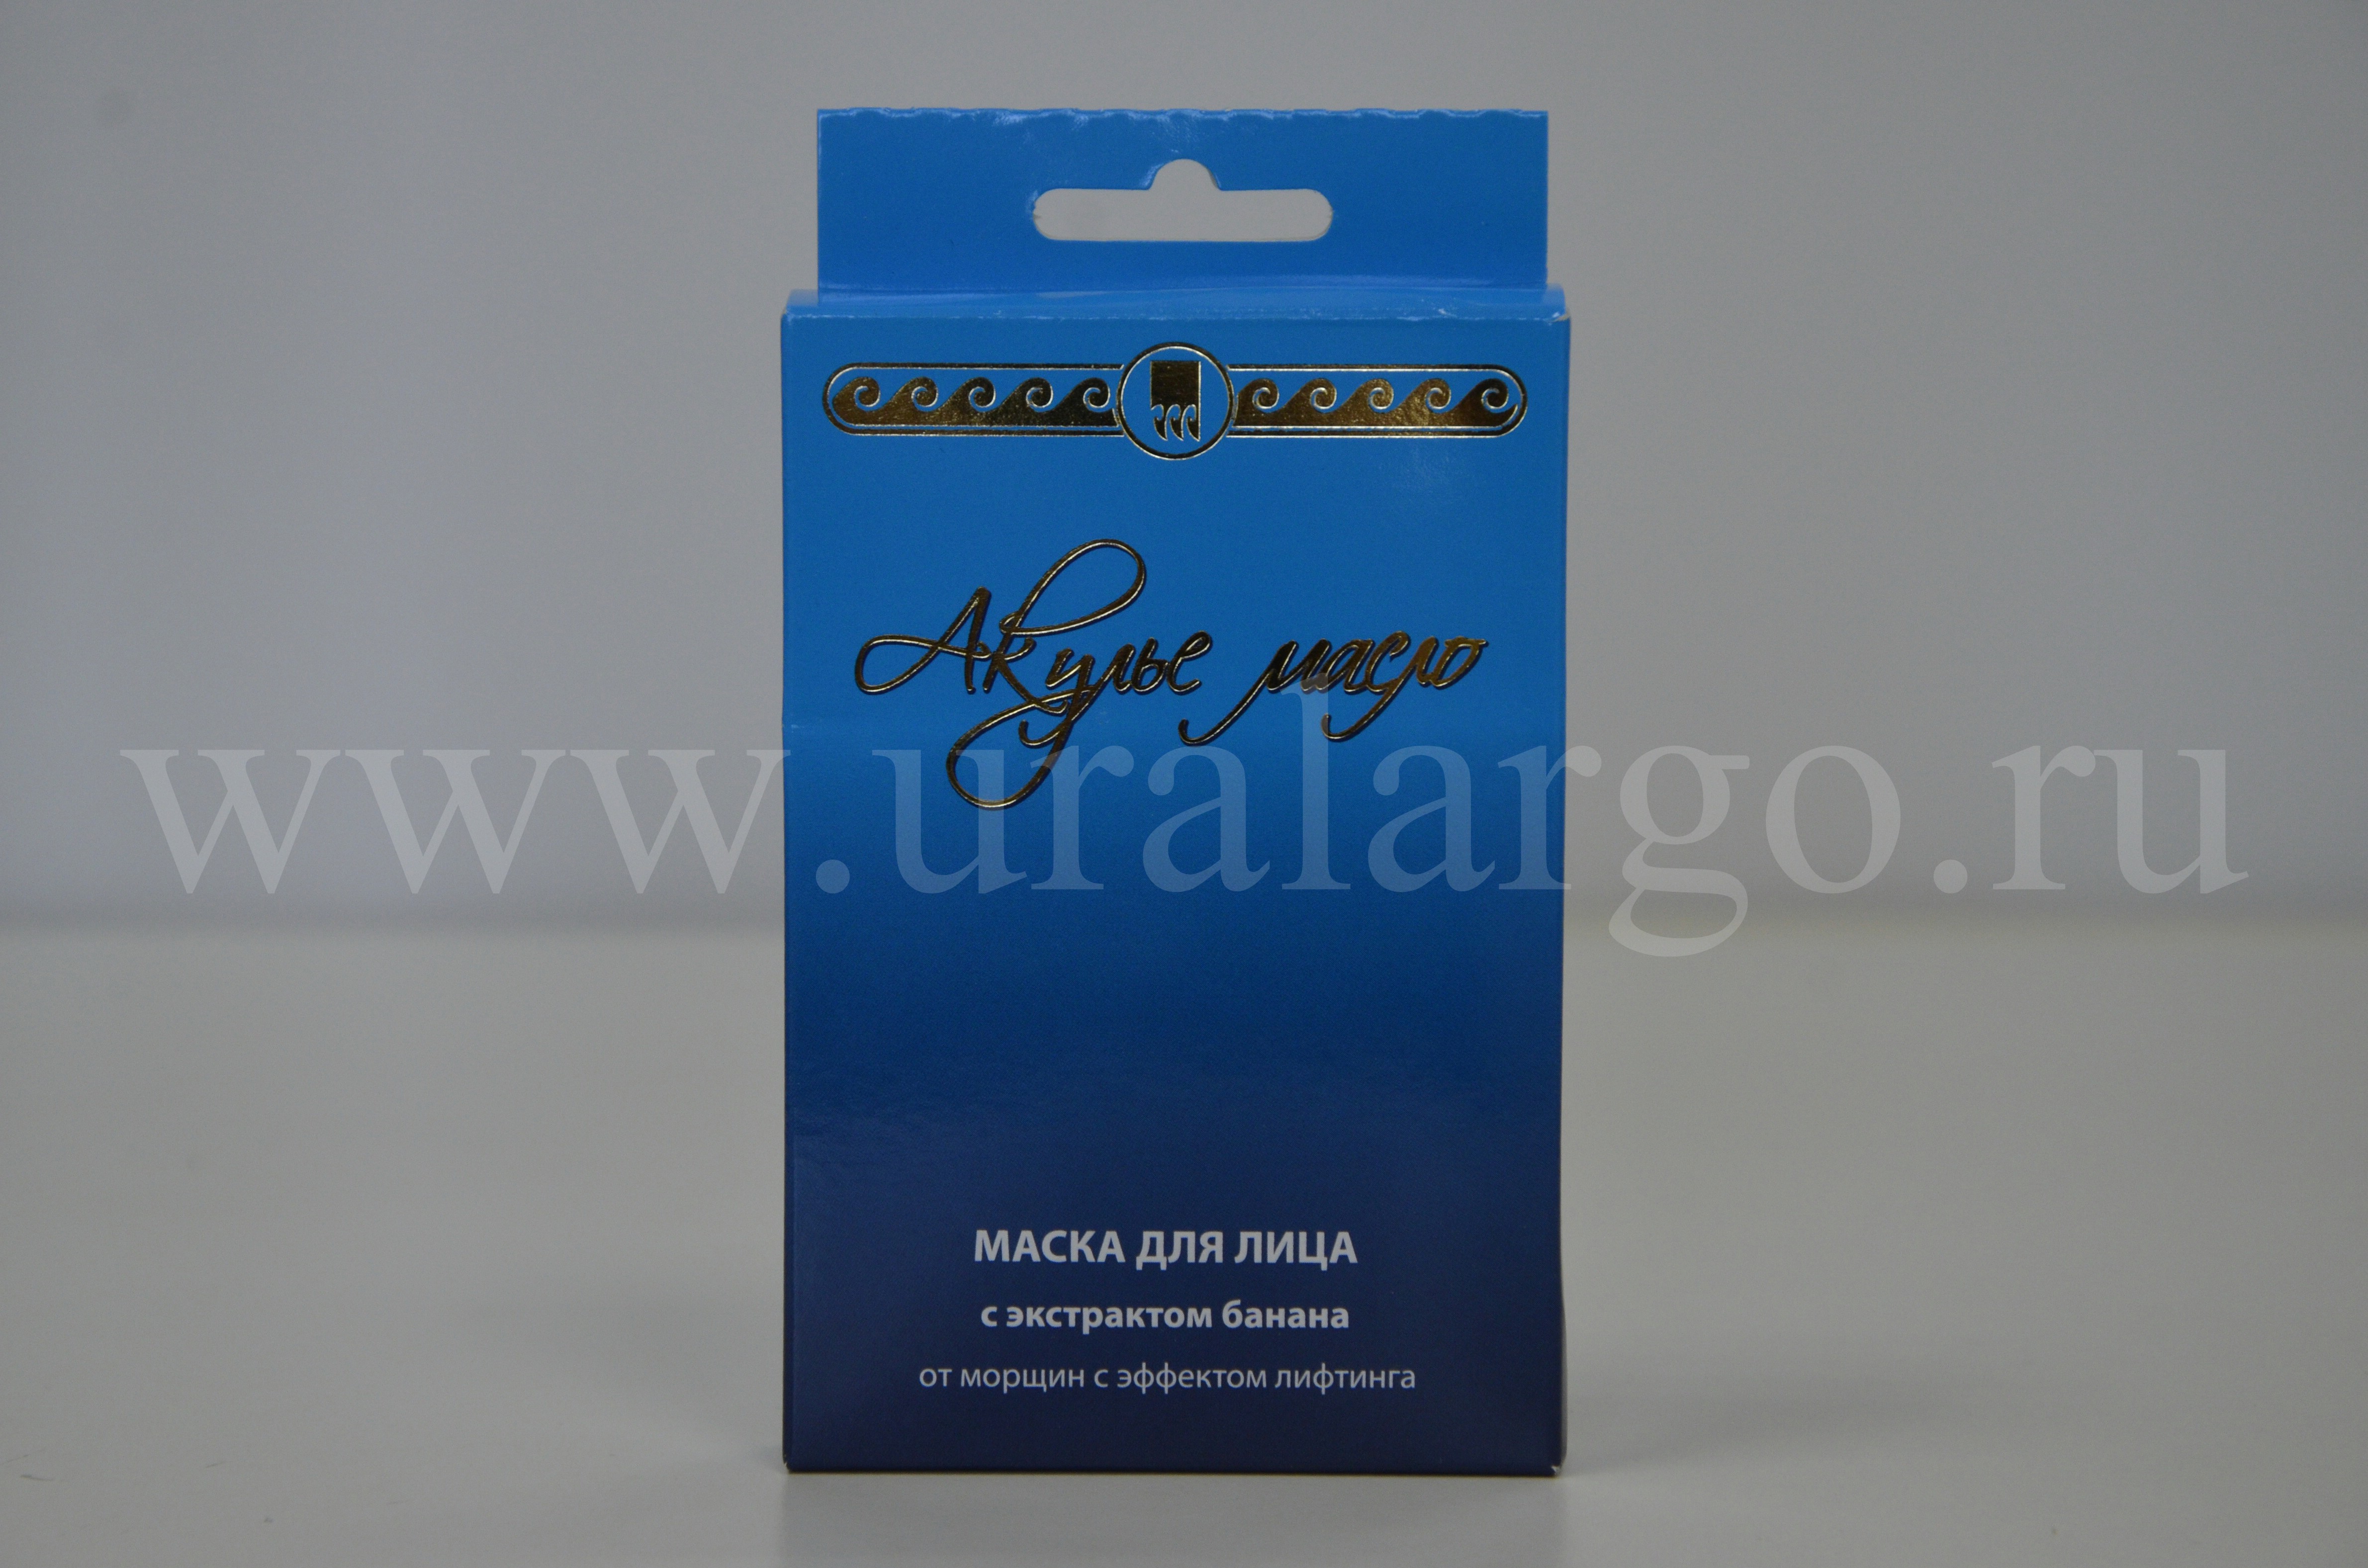 Акулье масло
www.uralargo.ru
МАСКА ДЛЯ ЛИЦА
с экстрактом банана
от морщин с эффектом лифтинга